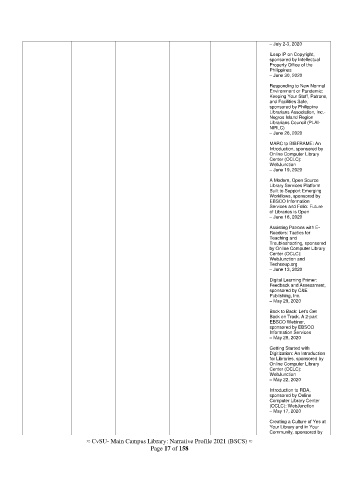 – July 2-3, 2020
iLeap IP on Copyright,
sponsored by Intellectual
Property Office of the
Philippines
– June 30, 2020
Responding to New Normal
Environment or Pandemic:
Keeping Your Staff, Patrons,
and Facilities Safe,
sponsored by Philippine
Librarians Association, Inc.-
Negros Island Region
Librarians Council (PLAI-
NIRLC)
– June 26, 2020
MARC to BIBFRAME: An
Introduction, sponsored by
Online Computer Library
Center (OCLC):
WebJunction
– June 19, 2020
A Modern, Open Source
Library Services Platform
Built to Support Emerging
Workflows, sponsored by
EBSCO Information
Services and Folio: Future
of Libraries is Open
– June 16, 2020
Assisting Patrons with E-
Readers: Tactics for
Teaching and
Troubleshooting, sponsored
by Online Computer Library
Center (OCLC):
WebJunction and
Techsoup.org
– June 13, 2020
Digital Learning Primer:
Feedback and Assessment,
sponsored by C&E
Publishing, Inc.
– May 29, 2020
Back to Back: Let's Get
Back on Track, A 2-part
EBSCO Webinar,
sponsored by EBSCO
Information Services
– May 28, 2020
Getting Started with
Digitization: An Introduction
for Libraries, sponsored by
Online Computer Library
Center (OCLC):
WebJunction
– May 22, 2020
Introduction to RDA,
sponsored by Online
Computer Library Center
(OCLC): WebJunction
– May 17, 2020
Creating a Culture of Yes at
Your Library and in Your
Community, sponsored by
≈ CvSU- Main Campus Library: Narrative Profile 2021 (BSCS) ≈
Page 17 of 158